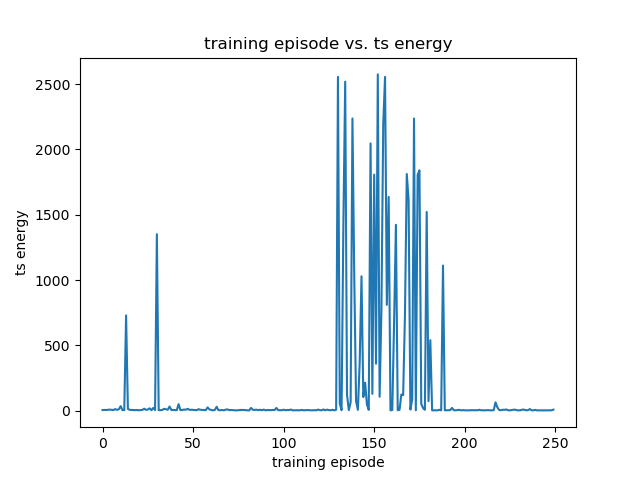 training episode vs. ts energy
2500
2000
1500
1000
500
0
ts energy
0 50 100 150 200 250
training episode